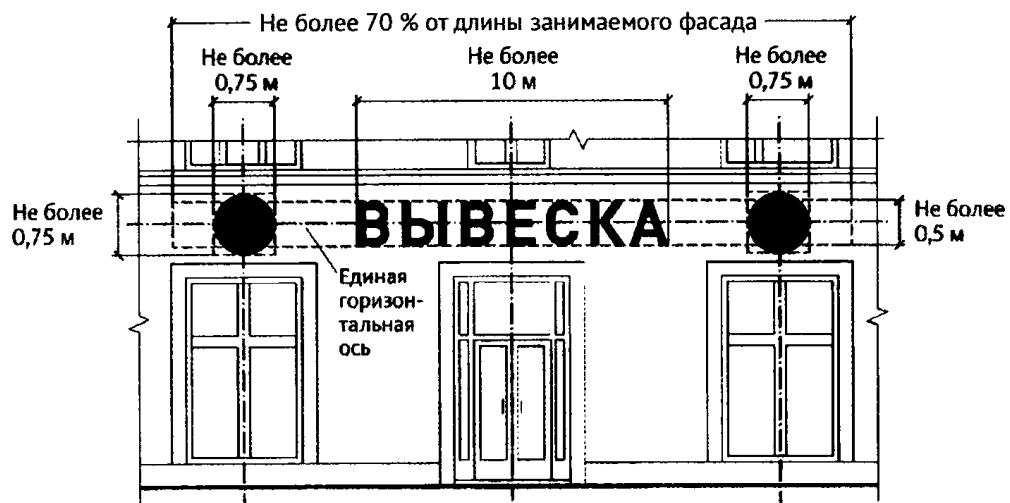 Не более 70 % от длины занимаемого фасада
Не более
0,75 м
Не более
10 м
Не более
0,75 м
Не более
0,75 м
ВЫВЕСКА
Не более
0,5 м
Единая
горизон-
тальная
ось